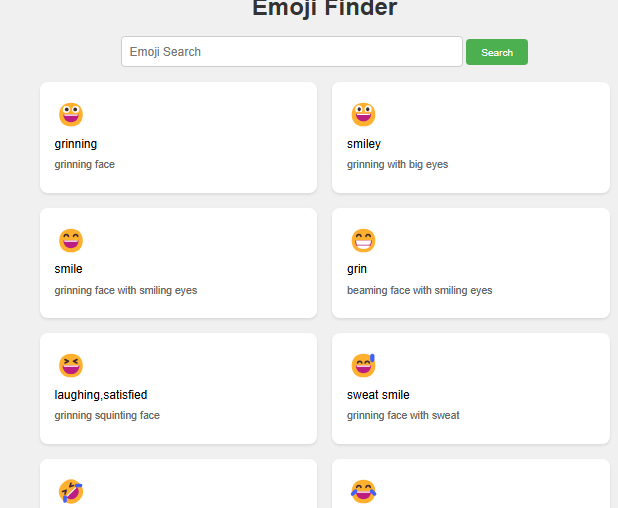 Emoji Finder
Emoji Search
Search
grinning
grinning face
smiley
grinning with big eyes
smile
grinning face with smiling eyes
grin
beaming face with smiling eyes
laughing,satisfied
grinning squinting face
sweat smile
grinning face with sweat